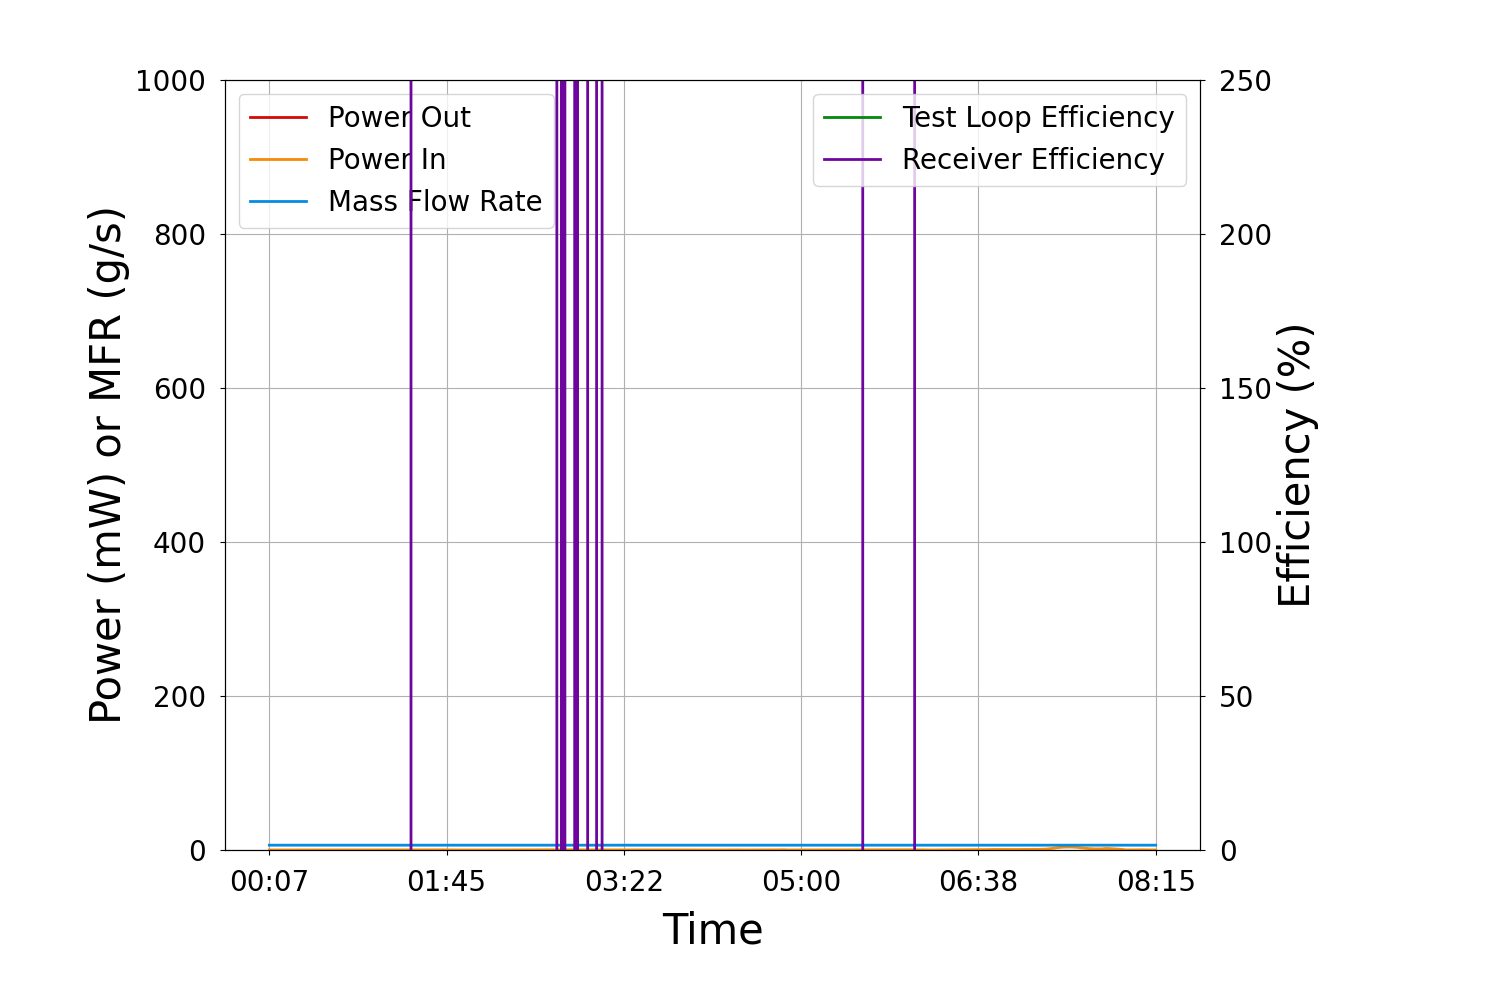 1000
800
600
400
200
0
Power (mW) or MFR (g/s)
Power Out
Power In
Mass Flow Rate
Test Loop Efficiency
Receiver Efficiency
250
200
150
100
50
0
Efficiency (%)
00:07 01:45 03:22 05:00 06:38 08:15
Time